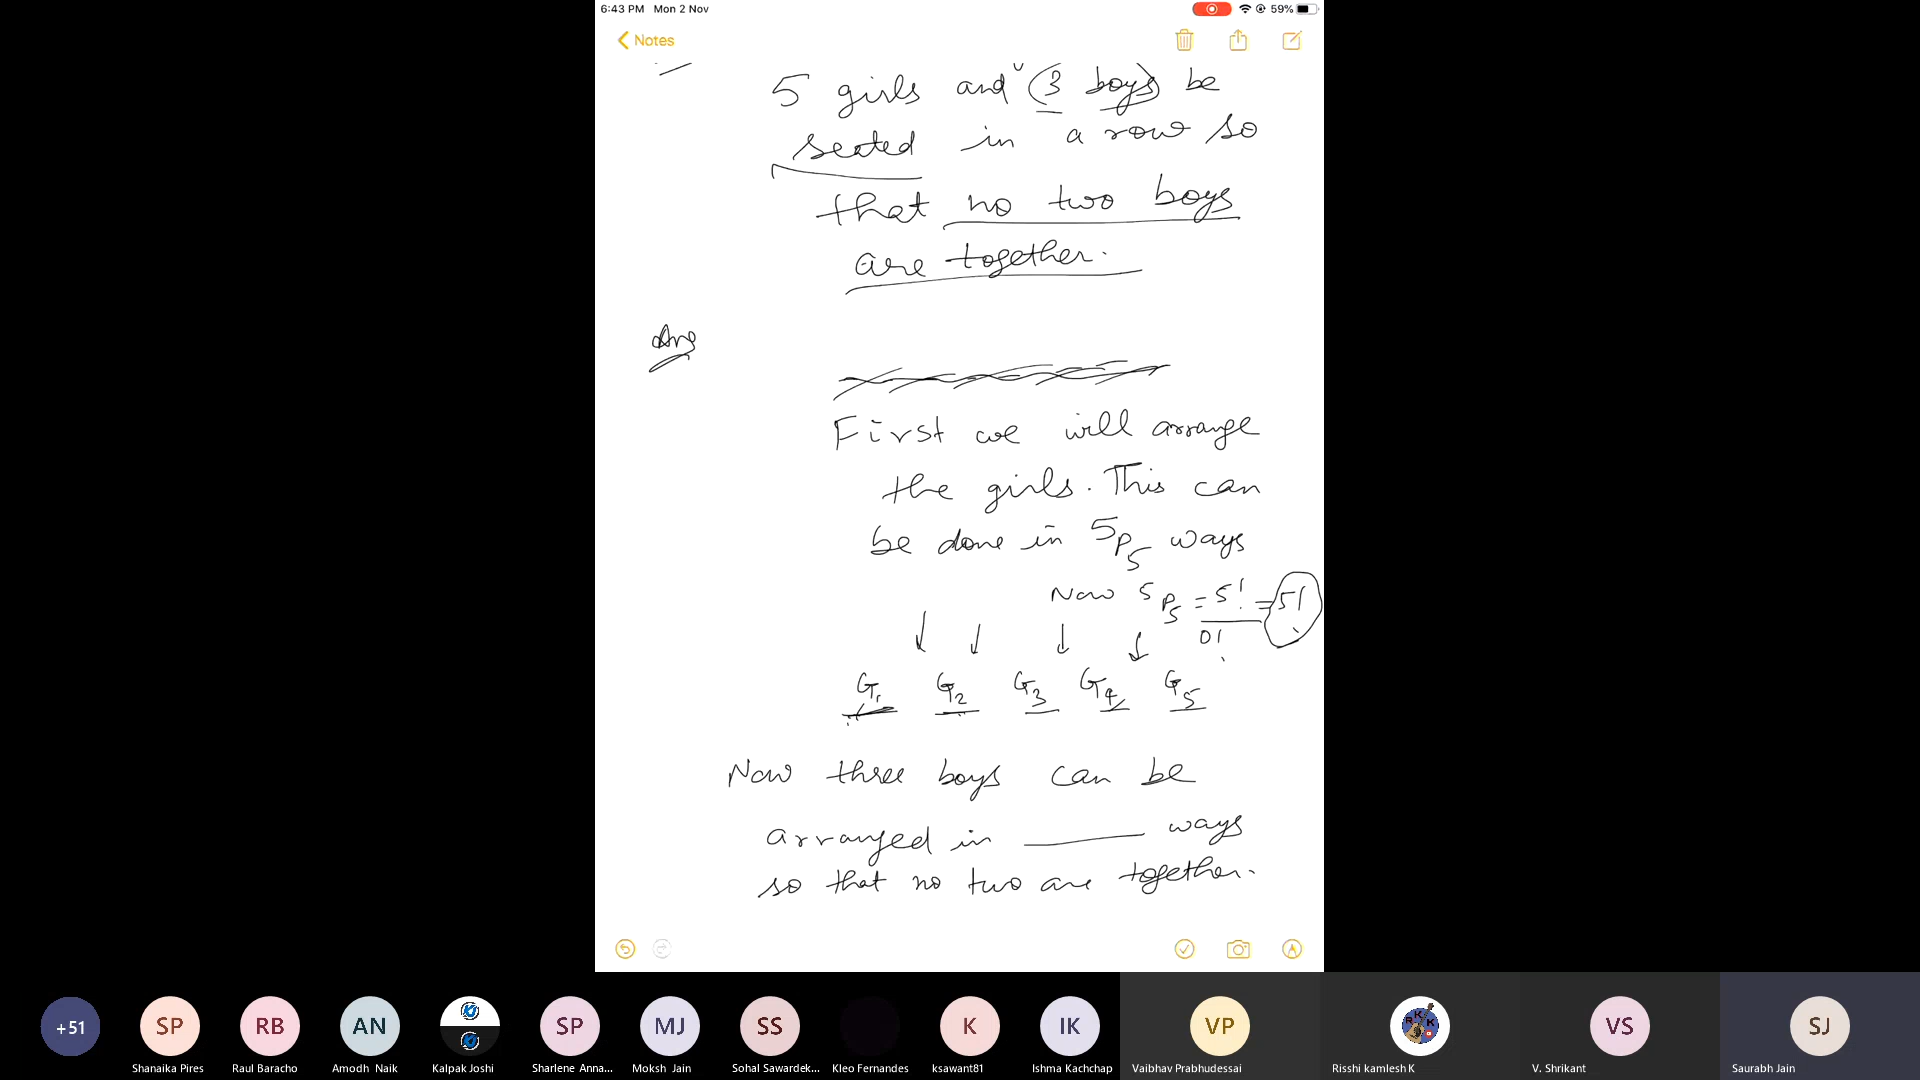 6:43 PM Mon 2 Nov
59%
Notes
5 girls and (3 boys) be
seated in a row so
that no two boys
are together.
Ans
First we will arrange
the girls. This can
be done in 5P5 ways
Now 5P5 = 5!/0! = 5!
G1 G2 G3 G4 G5
Now three boys can be
arranged in ____ ways
so that no two are together.
+51 SP RB AN SP MJ SS K IK VP RKK VS SJ
Shanaika Pires Raul Baracho Amodh Naik Kalpak Joshi Sharlene Anna... Moksh Jain Sohal Sawardek... Kleo Fernandes ksawant81 Ishma Kachchap Vaibhav Prabhudessai Risshi kamlesh K V. Shrikant Saurabh Jain